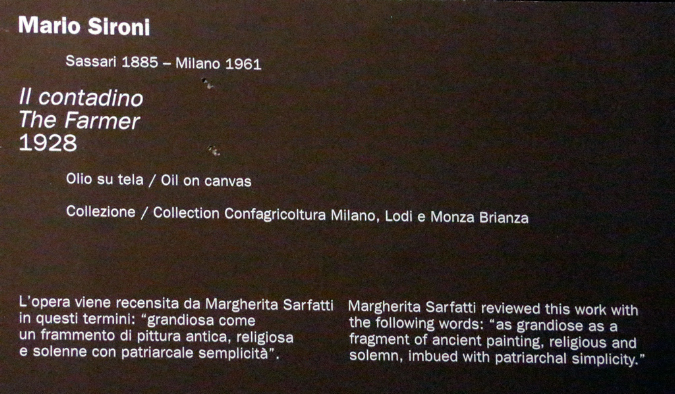 Mario Sironi
Sassari 1885 – Milano 1961
Il contadino
The Farmer
1928
Olio su tela / Oil on canvas
Collezione / Collection Confagricoltura Milano, Lodi e Monza Brianza
L'opera viene recensita da Margherita Sarfatti
in questi termini: “grandiosa come
un frammento di pittura antica, religiosa
e solenne con patriarcale semplicità”.
Margherita Sarfatti reviewed this work with
the following words: “as grandiose as a
fragment of ancient painting, religious and
solemn, imbued with patriarchal simplicity.”